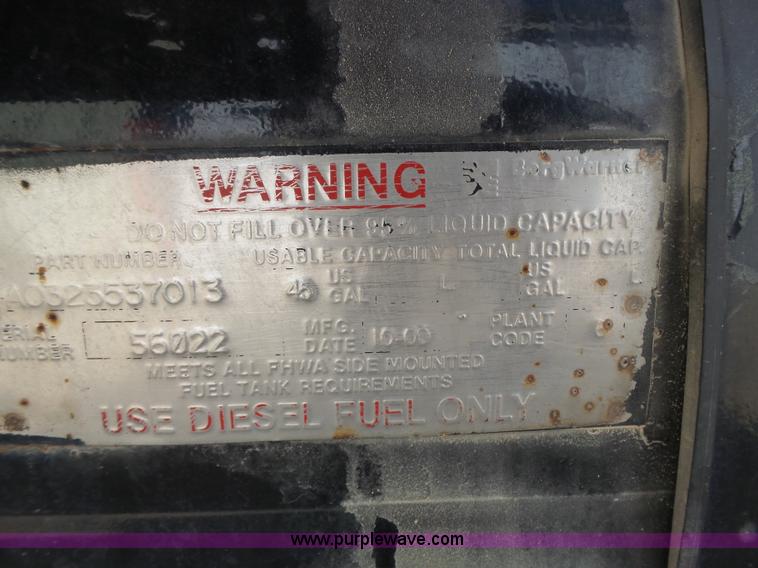 WARNING BorgWarner
DO NOT FILL OVER 95% LIQUID CAPACITY
PART NUMBER USABLE CAPACITY TOTAL LIQUID CAP.
A0523537013 45 US GAL L US GAL L
SERIAL NUMBER 56022 MFG. DATE 10-00 PLANT CODE
MEETS ALL FHWA SIDE MOUNTED
FUEL TANK REQUIREMENTS
USE DIESEL FUEL ONLY
www.purplewave.com